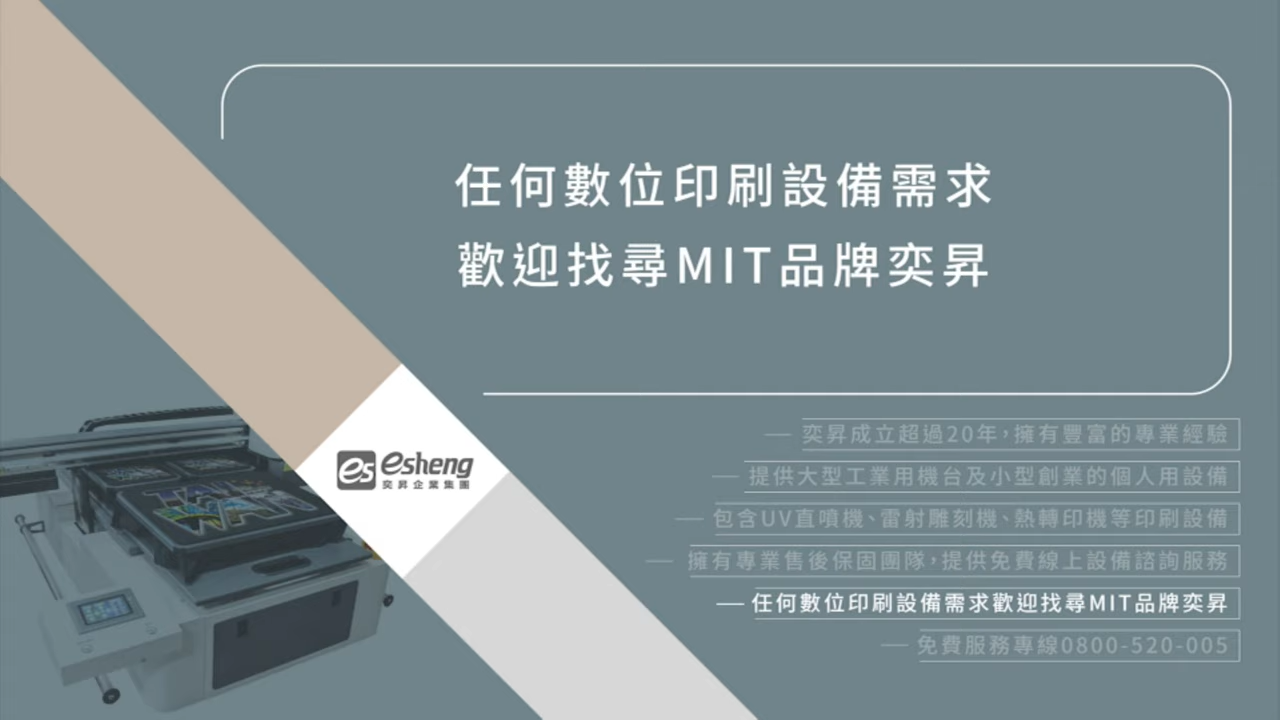 任何數位印刷設備需求
歡迎找尋MIT品牌奕昇
es esheng
奕昇企業集團
TAIWAN
奕昇成立超過20年,擁有豐富的專業經驗
提供大型工業用機台及小型創業的個人用設備
包含UV直噴機、雷射雕刻機、熱轉印機等印刷設備
擁有專業售後保固團隊,提供免費線上設備諮詢服務
任何數位印刷設備需求歡迎找尋MIT品牌奕昇
免費服務專線0800-520-005